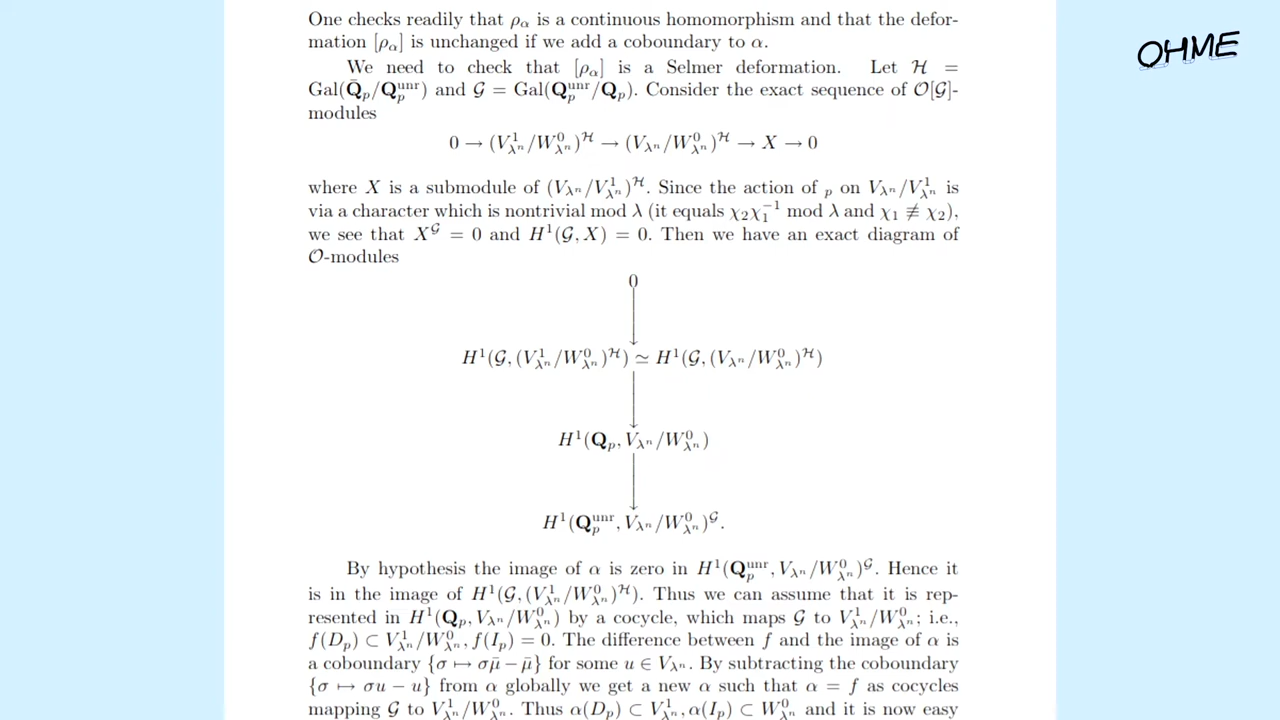 One checks readily that ρ_α is a continuous homomorphism and that the defor-
mation [ρ_α] is unchanged if we add a coboundary to α.
OHME
We need to check that [ρ_α] is a Selmer deformation. Let ℋ =
Gal(Q̄_p/Q_p^unr) and 𝒢 = Gal(Q_p^unr/Q_p). Consider the exact sequence of 𝒪[𝒢]-
modules
0 → (V^1_{λ^n}/W^0_{λ^n})^ℋ → (V_{λ^n}/W^0_{λ^n})^ℋ → X → 0
where X is a submodule of (V_{λ^n}/V^1_{λ^n})^ℋ. Since the action of _p on V_{λ^n}/V^1_{λ^n} is
via a character which is nontrivial mod λ (it equals χ_2χ_1^{-1} mod λ and χ_1 ≢ χ_2),
we see that X^𝒢 = 0 and H^1(𝒢, X) = 0. Then we have an exact diagram of
𝒪-modules
0
H^1(𝒢, (V^1_{λ^n}/W^0_{λ^n})^ℋ) ≃ H^1(𝒢, (V_{λ^n}/W^0_{λ^n})^ℋ)
H^1(Q_p, V_{λ^n}/W^0_{λ^n})
H^1(Q_p^unr, V_{λ^n}/W^0_{λ^n})^𝒢.
By hypothesis the image of α is zero in H^1(Q_p^unr, V_{λ^n}/W^0_{λ^n})^𝒢. Hence it
is in the image of H^1(𝒢, (V^1_{λ^n}/W^0_{λ^n})^ℋ). Thus we can assume that it is rep-
resented in H^1(Q_p, V_{λ^n}/W^0_{λ^n}) by a cocycle, which maps 𝒢 to V^1_{λ^n}/W^0_{λ^n}; i.e.,
f(D_p) ⊂ V^1_{λ^n}/W^0_{λ^n}, f(I_p) = 0. The difference between f and the image of α is
a coboundary {σ ↦ σμ̄ − μ̄} for some u ∈ V_{λ^n}. By subtracting the coboundary
{σ ↦ σu − u} from α globally we get a new α such that α = f as cocycles
mapping 𝒢 to V^1_{λ^n}/W^0_{λ^n}. Thus α(D_p) ⊂ V^1_{λ^n}, α(I_p) ⊂ W^0_{λ^n} and it is now easy